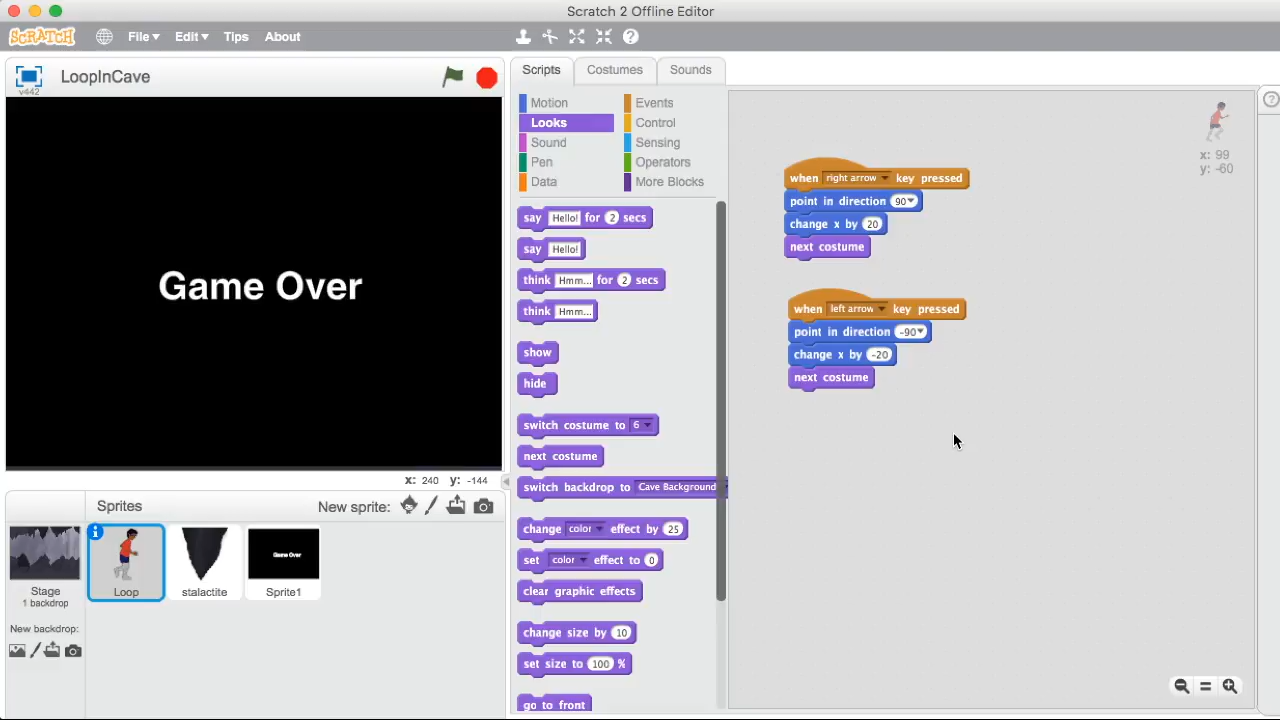 Scratch 2 Offline Editor
SCRATCH
File
Edit
Tips
About
LoopInCave
v442
Game Over
x: 240 y: -144
Sprites
New sprite:
Stage
1 backdrop
New backdrop:
Loop
stalactite
Game Over
Sprite1
Scripts
Costumes
Sounds
Motion
Looks
Sound
Pen
Data
Events
Control
Sensing
Operators
More Blocks
say Hello! for 2 secs
say Hello!
think Hmm... for 2 secs
think Hmm...
show
hide
switch costume to 6
next costume
switch backdrop to Cave Background
change color effect by 25
set color effect to 0
clear graphic effects
change size by 10
set size to 100 %
go to front
when right arrow key pressed
point in direction 90
change x by 20
next costume
when left arrow key pressed
point in direction -90
change x by -20
next costume
x: 99
y: -60